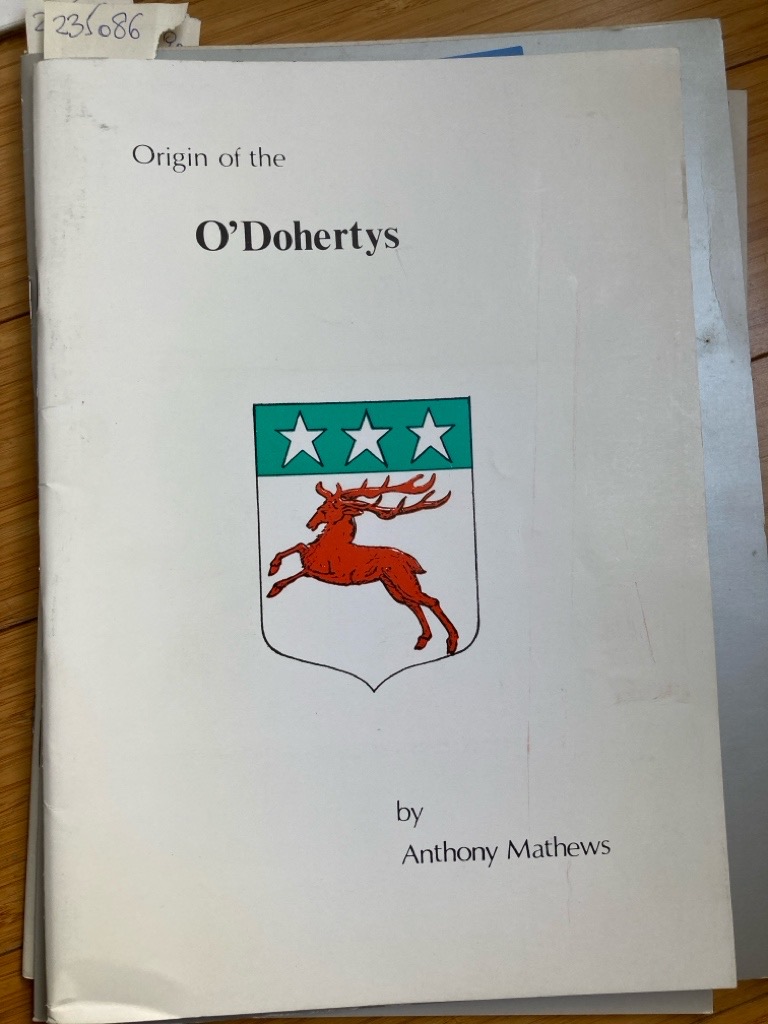 235086
Origin of the
O'Dohertys
by
Anthony Mathews